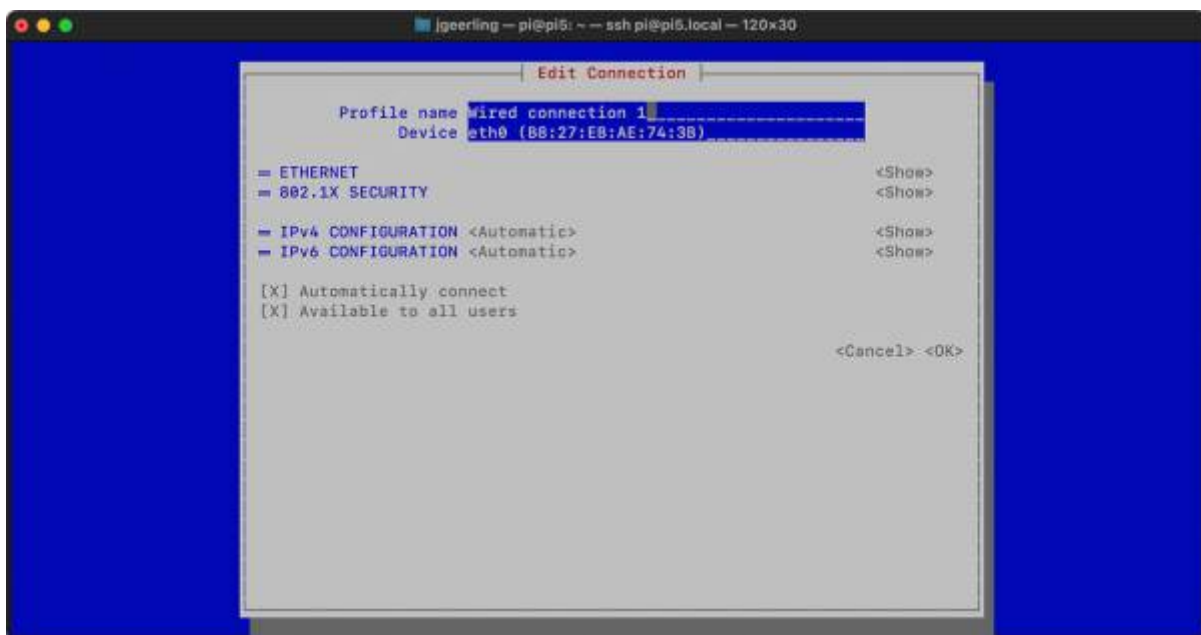 jgeerling — pi@pi5: ~ — ssh pi@pi5.local — 120×30
Edit Connection
Profile name Wired connection 1
Device eth0 (B8:27:EB:AE:74:3B)
= ETHERNET <Show>
= 802.1X SECURITY <Show>
= IPv4 CONFIGURATION <Automatic> <Show>
= IPv6 CONFIGURATION <Automatic> <Show>
[X] Automatically connect
[X] Available to all users
<Cancel> <OK>